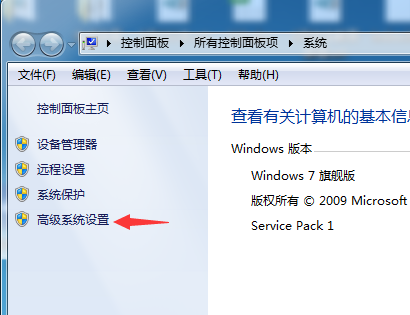 控制面板 所有控制面板项 系统
文件(F) 编辑(E) 查看(V) 工具(T) 帮助(H)
控制面板主页
设备管理器
远程设置
系统保护
高级系统设置
查看有关计算机的基本信息
Windows 版本
Windows 7 旗舰版
版权所有 © 2009 Microsoft
Service Pack 1